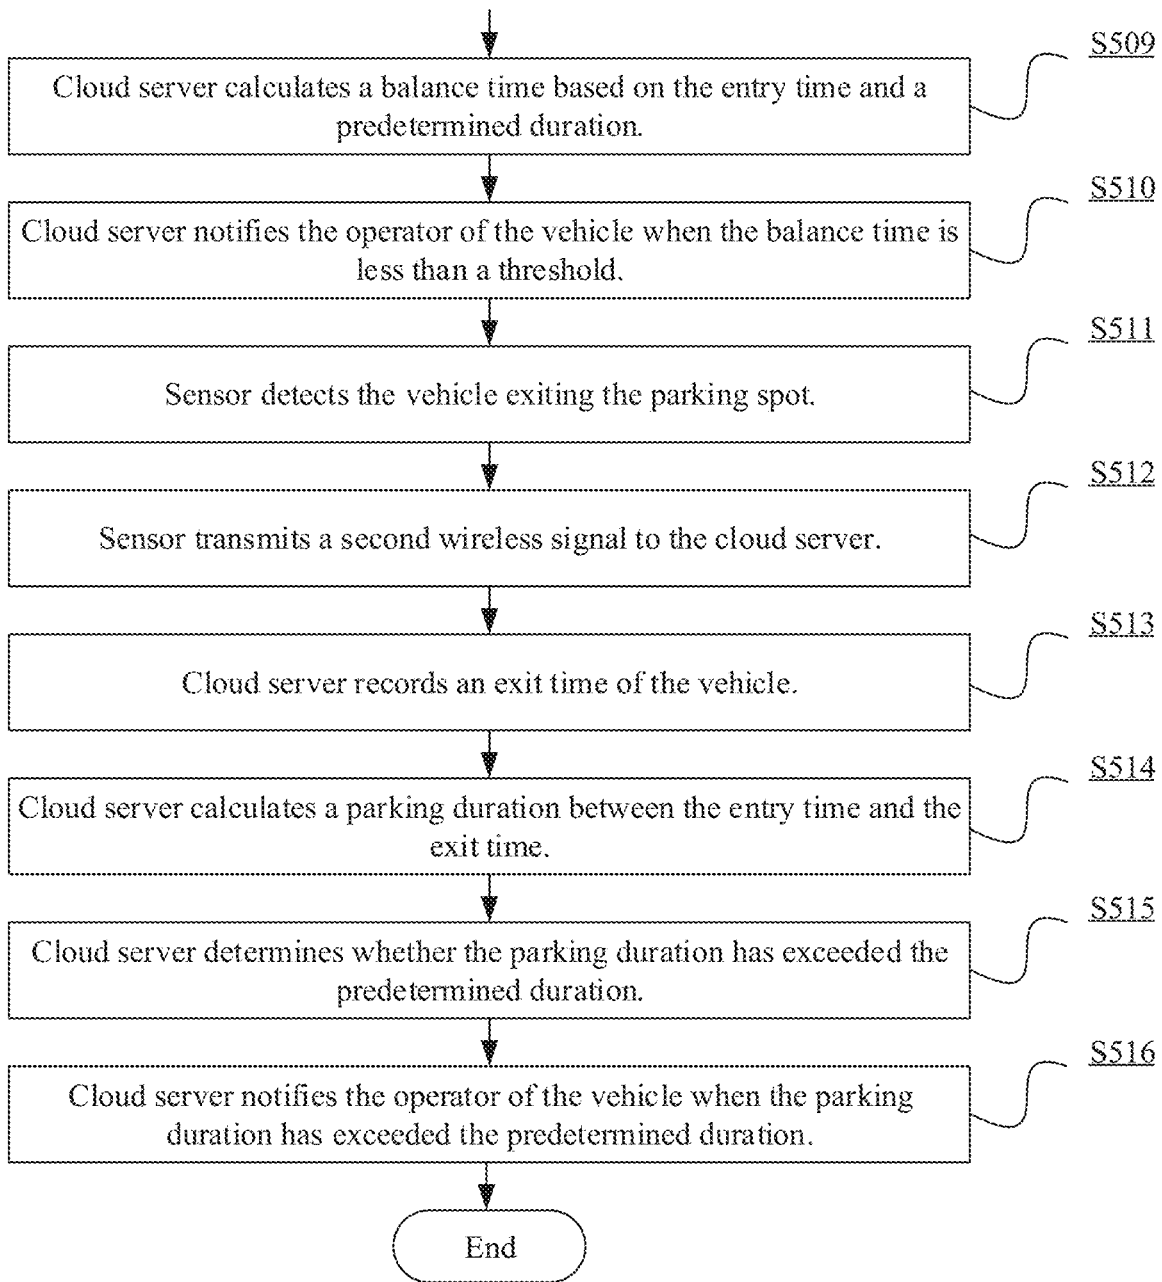 S509
Cloud server calculates a balance time based on the entry time and a
predetermined duration.
S510
Cloud server notifies the operator of the vehicle when the balance time is
less than a threshold.
S511
Sensor detects the vehicle exiting the parking spot.
S512
Sensor transmits a second wireless signal to the cloud server.
S513
Cloud server records an exit time of the vehicle.
S514
Cloud server calculates a parking duration between the entry time and the
exit time.
S515
Cloud server determines whether the parking duration has exceeded the
predetermined duration.
S516
Cloud server notifies the operator of the vehicle when the parking
duration has exceeded the predetermined duration.
End